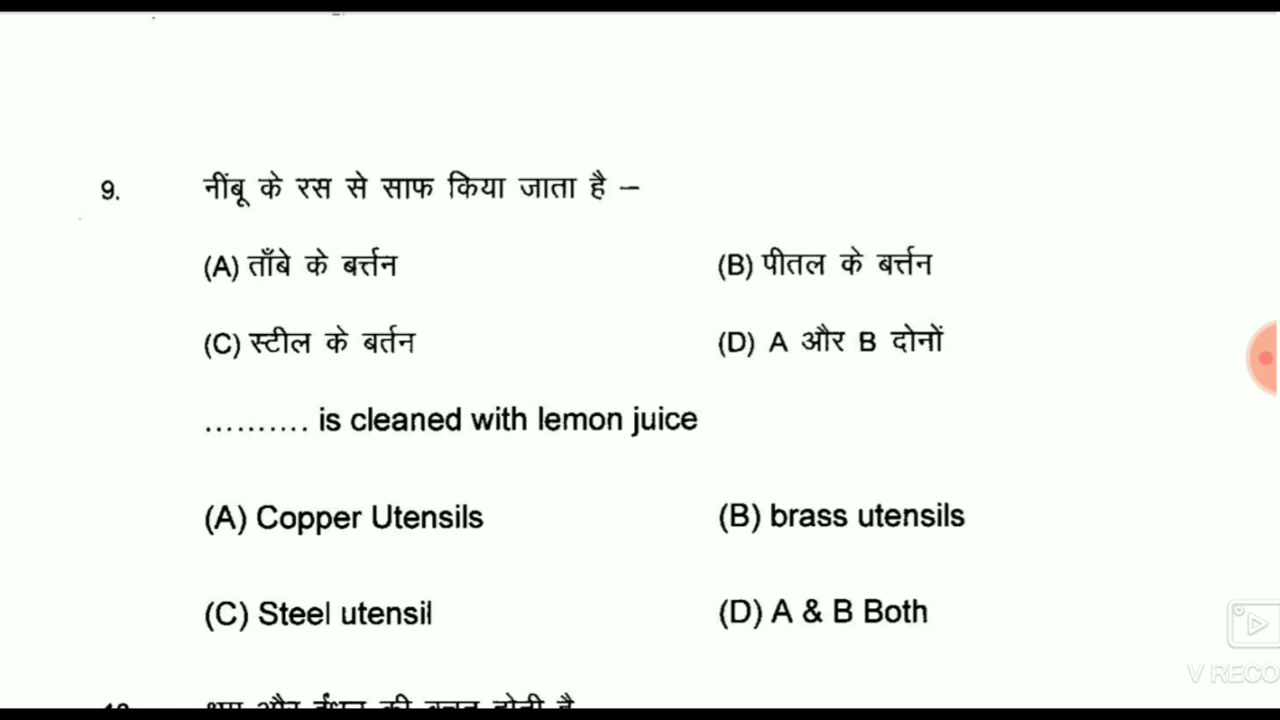 9. नींबू के रस से साफ किया जाता है –
(A) ताँबे के बर्त्तन (B) पीतल के बर्त्तन
(C) स्टील के बर्तन (D) A और B दोनों
.......... is cleaned with lemon juice
(A) Copper Utensils (B) brass utensils
(C) Steel utensil (D) A & B Both
V RECO